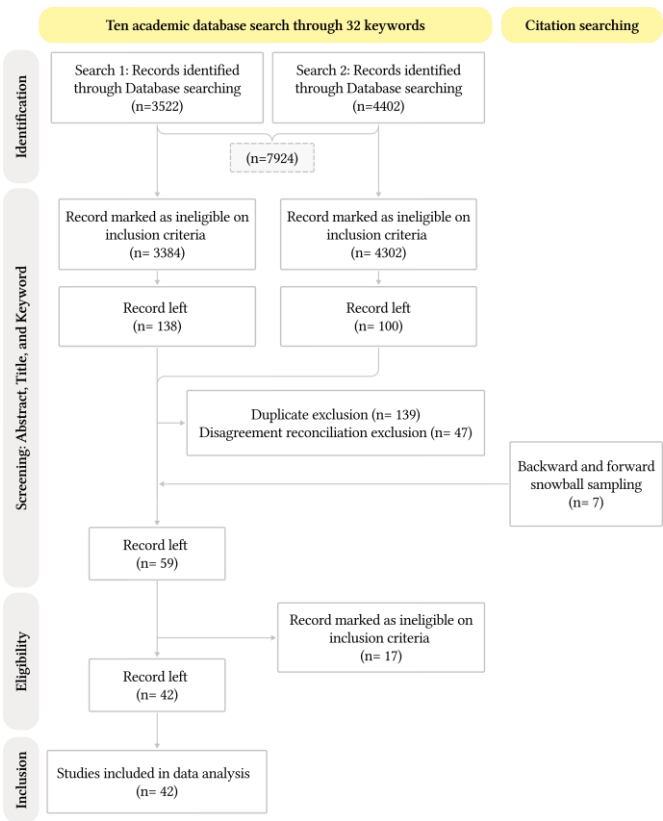 Ten academic database search through 32 keywords
Citation searching
Identification
Search 1: Records identified
through Database searching
(n=3522)
Search 2: Records identified
through Database searching
(n=4402)
(n=7924)
Screening: Abstract, Title, and Keyword
Record marked as ineligible on
inclusion criteria
(n= 3384)
Record marked as ineligible on
inclusion criteria
(n= 4302)
Record left
(n= 138)
Record left
(n= 100)
Duplicate exclusion (n= 139)
Disagreement reconciliation exclusion (n= 47)
Backward and forward
snowball sampling
(n= 7)
Record left
(n= 59)
Eligibility
Record marked as ineligible on
inclusion criteria
(n= 17)
Record left
(n= 42)
Inclusion
Studies included in data analysis
(n= 42)